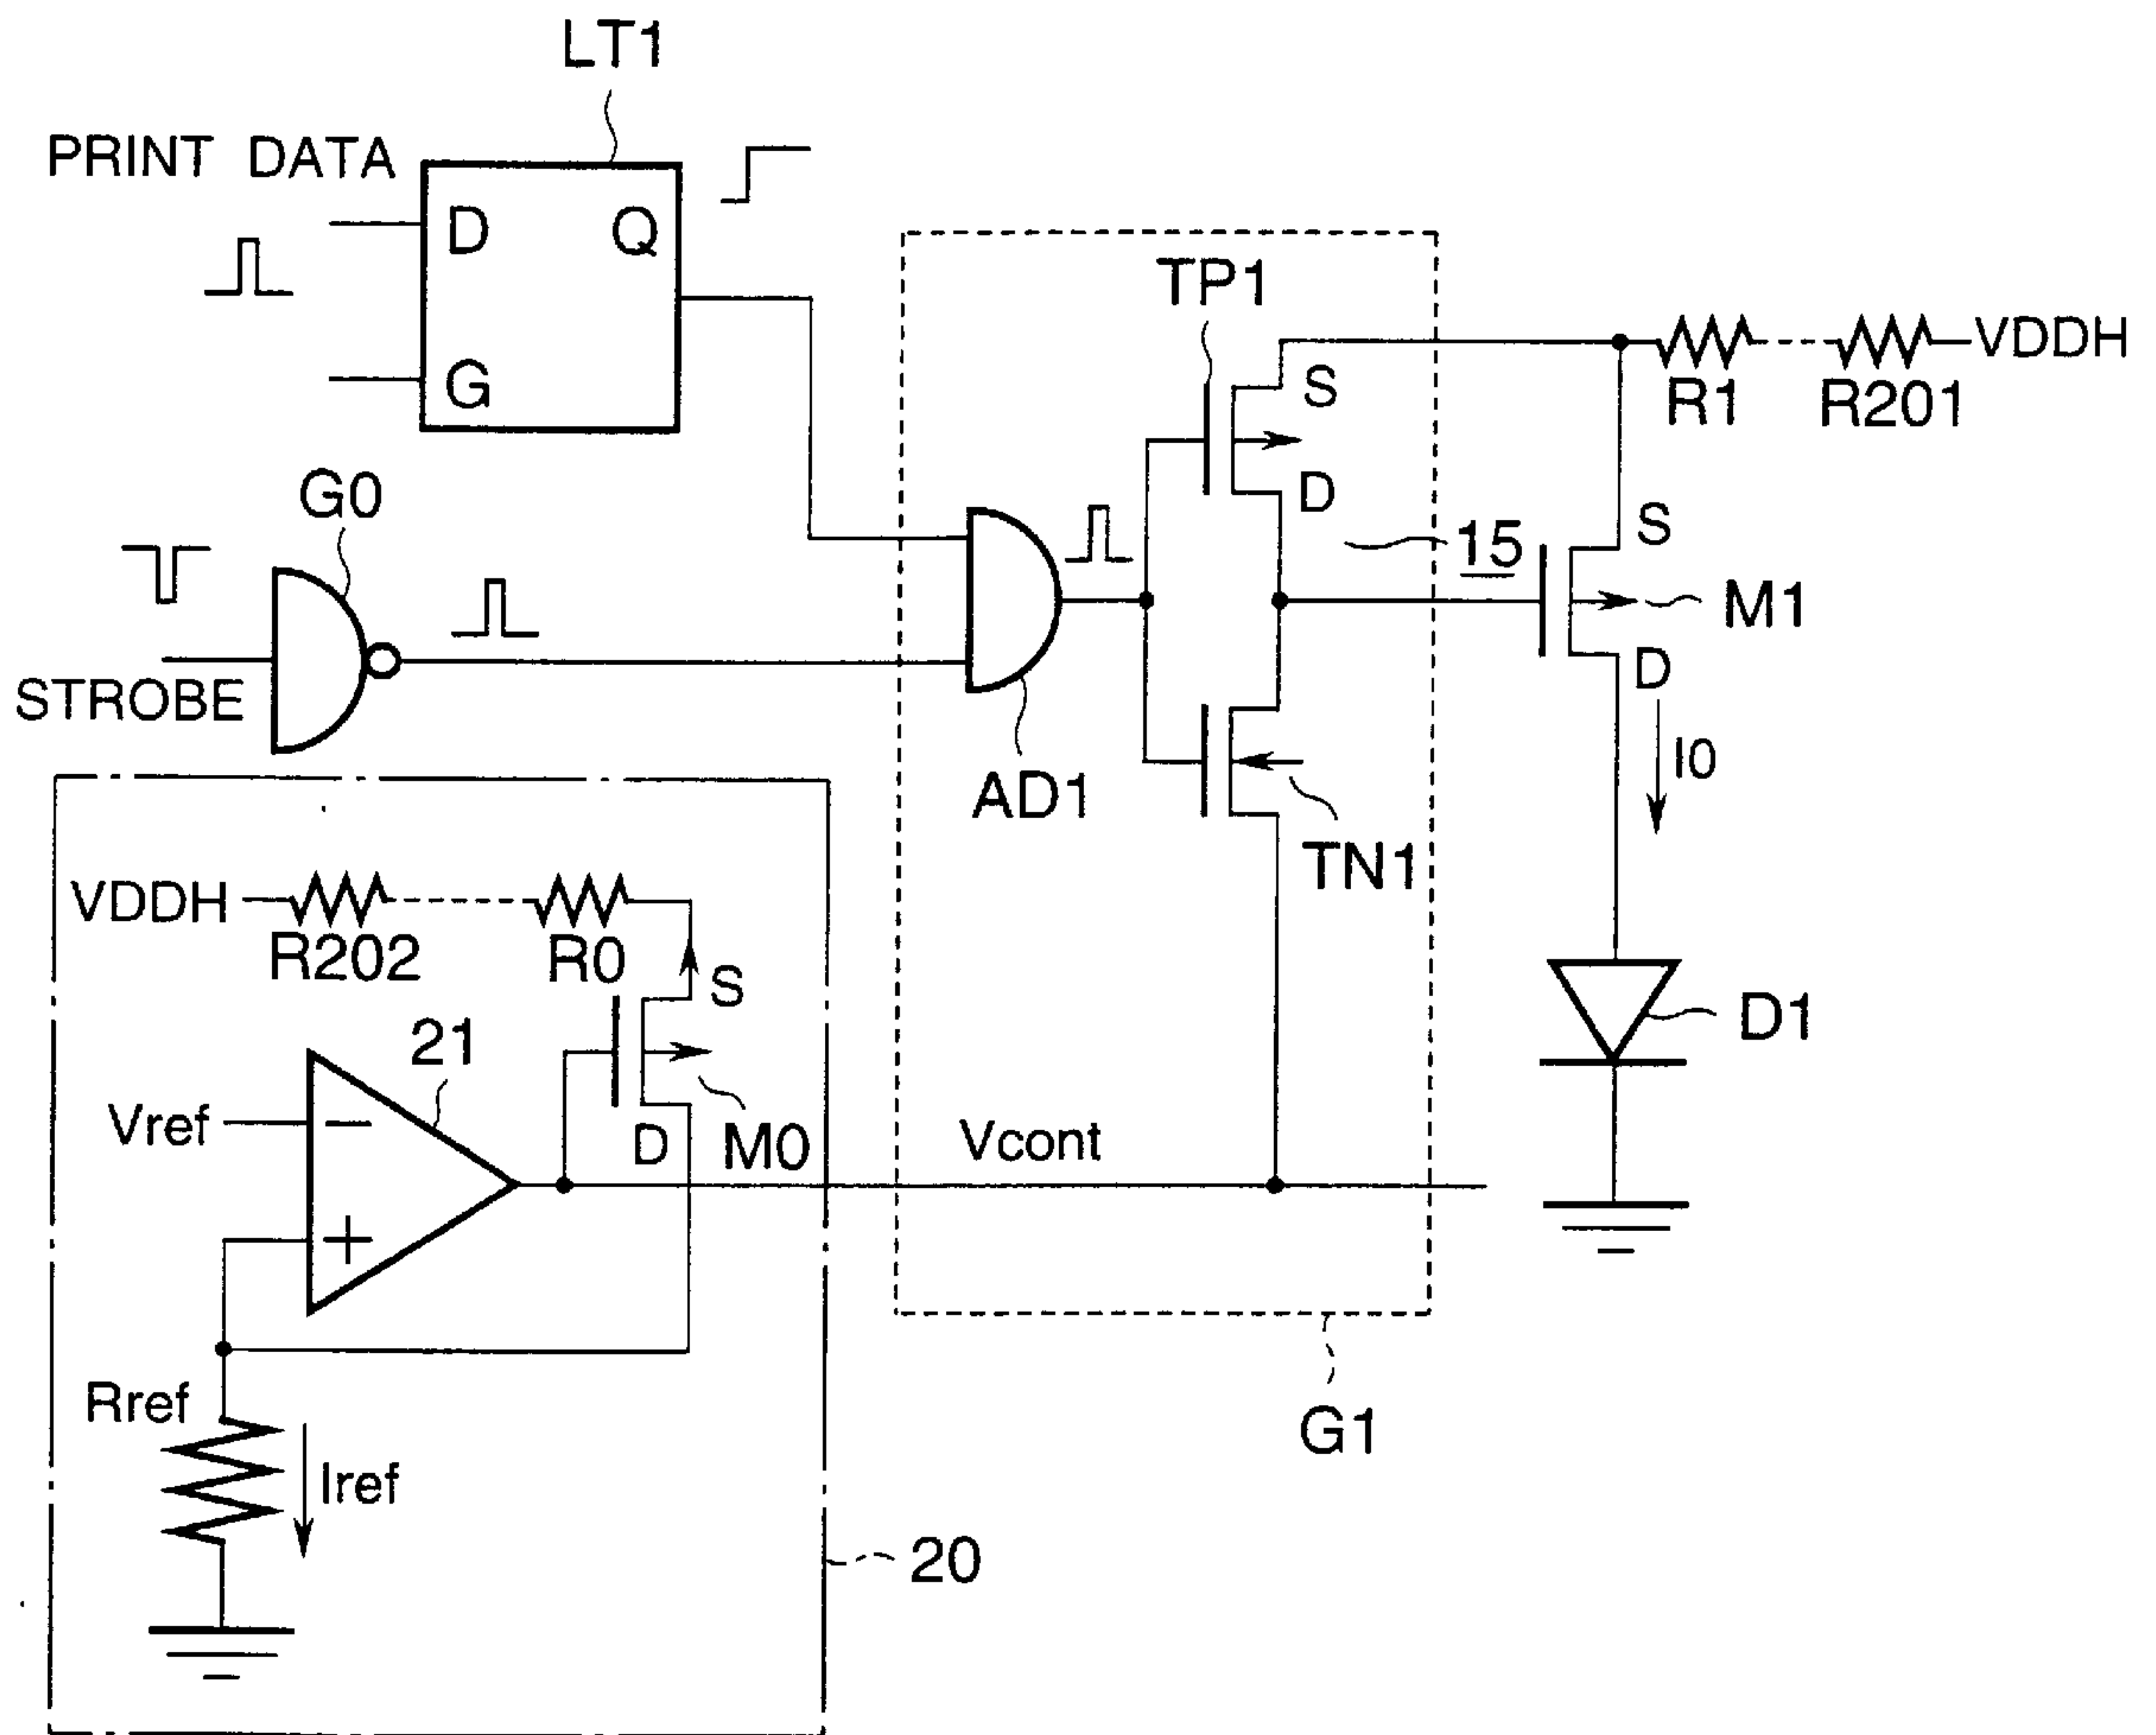 LT1
PRINT DATA
D
Q
G
TP1
S
VDDH
R1
R201
D
G0
15
S
M1
STROBE
D
AD1
I0
TN1
VDDH
R202
R0
S
21
D1
Vref
−
D
M0
Vcont
+
Rref
G1
Iref
20